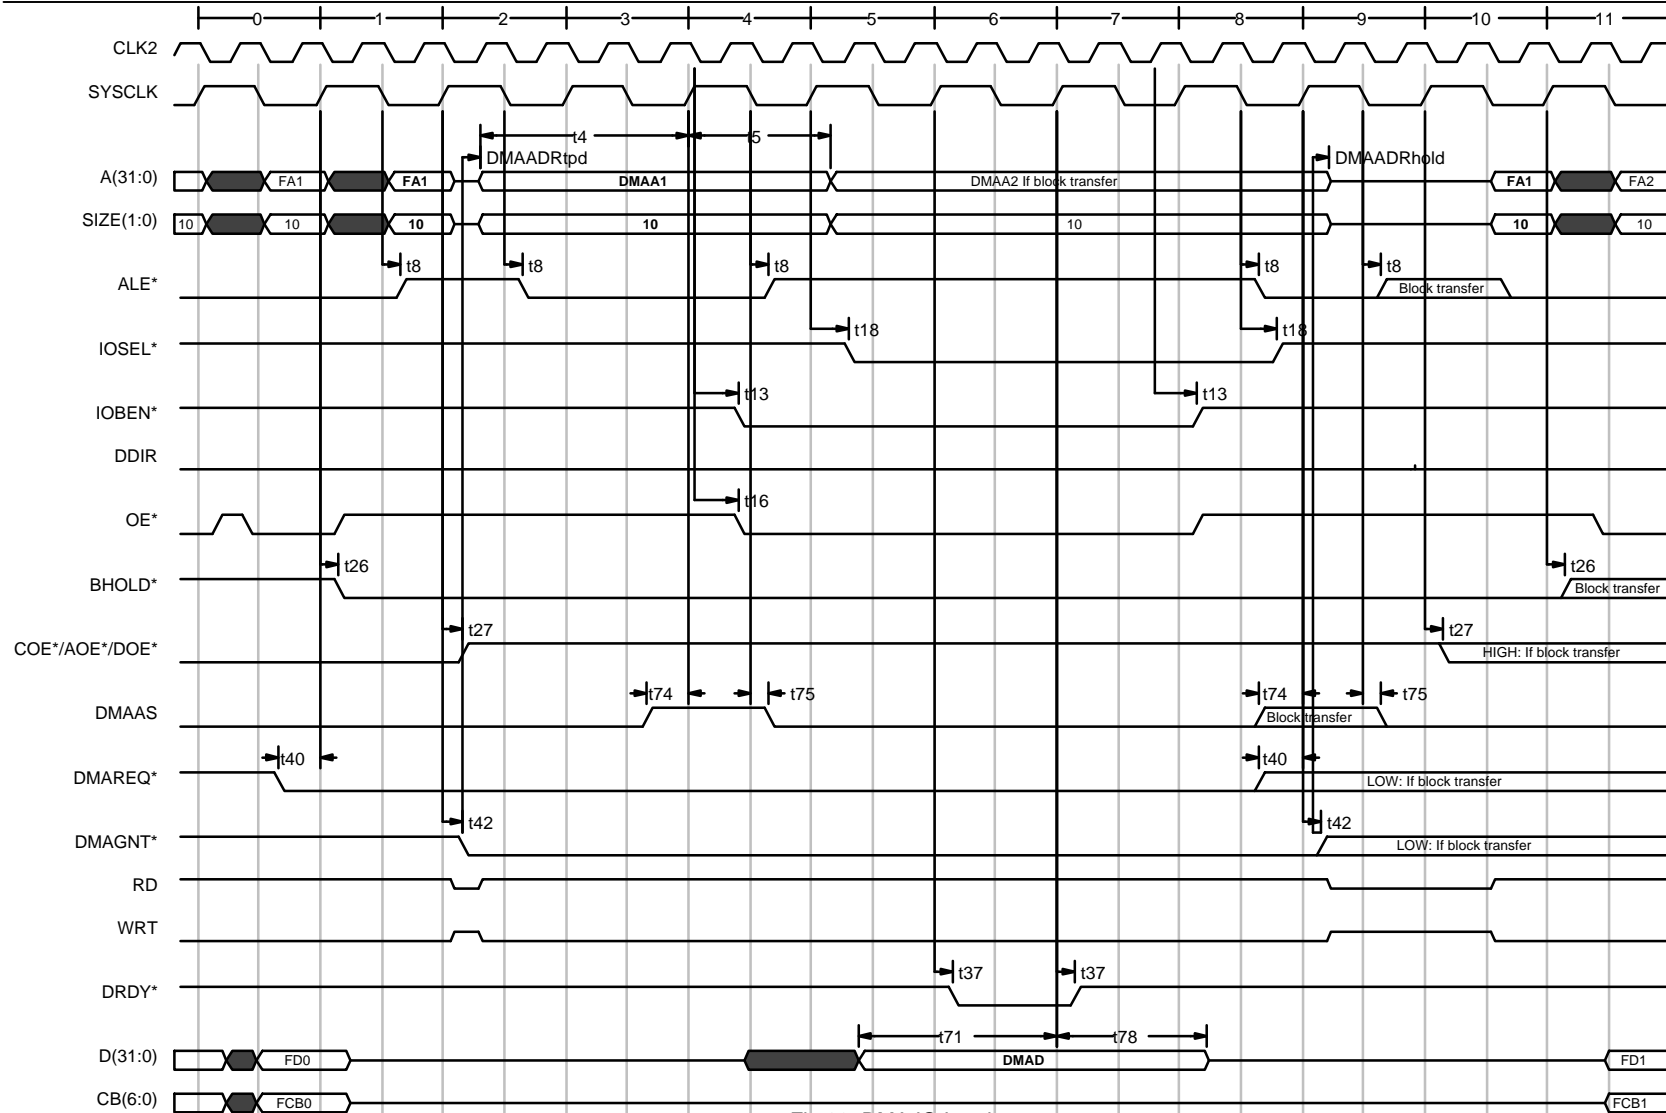 0 1 2 3 4 5 6 7 8 9 10 11
CLK2
SYSCLK
t4 t5
DMAADRtpd DMAADRhold
A(31:0) FA1 FA1 DMAA1 DMAA2 If block transfer FA1 FA2
SIZE(1:0) 10 10 10 10 10 10 10
t8 t8 t8 t8 t8
ALE* Block transfer
t18 t18
IOSEL*
t13 t13
IOBEN*
DDIR
t16
OE*
t26 t26
BHOLD* Block transfer
t27 t27
COE*/AOE*/DOE* HIGH: If block transfer
t74 t75 t74 t75
DMAAS Block transfer
t40 t40
DMAREQ* LOW: If block transfer
t42 t42
DMAGNT* LOW: If block transfer
RD
WRT
t37 t37
DRDY*
t71 t78
D(31:0) FD0 DMAD FD1
CB(6:0) FCB0 FCB1